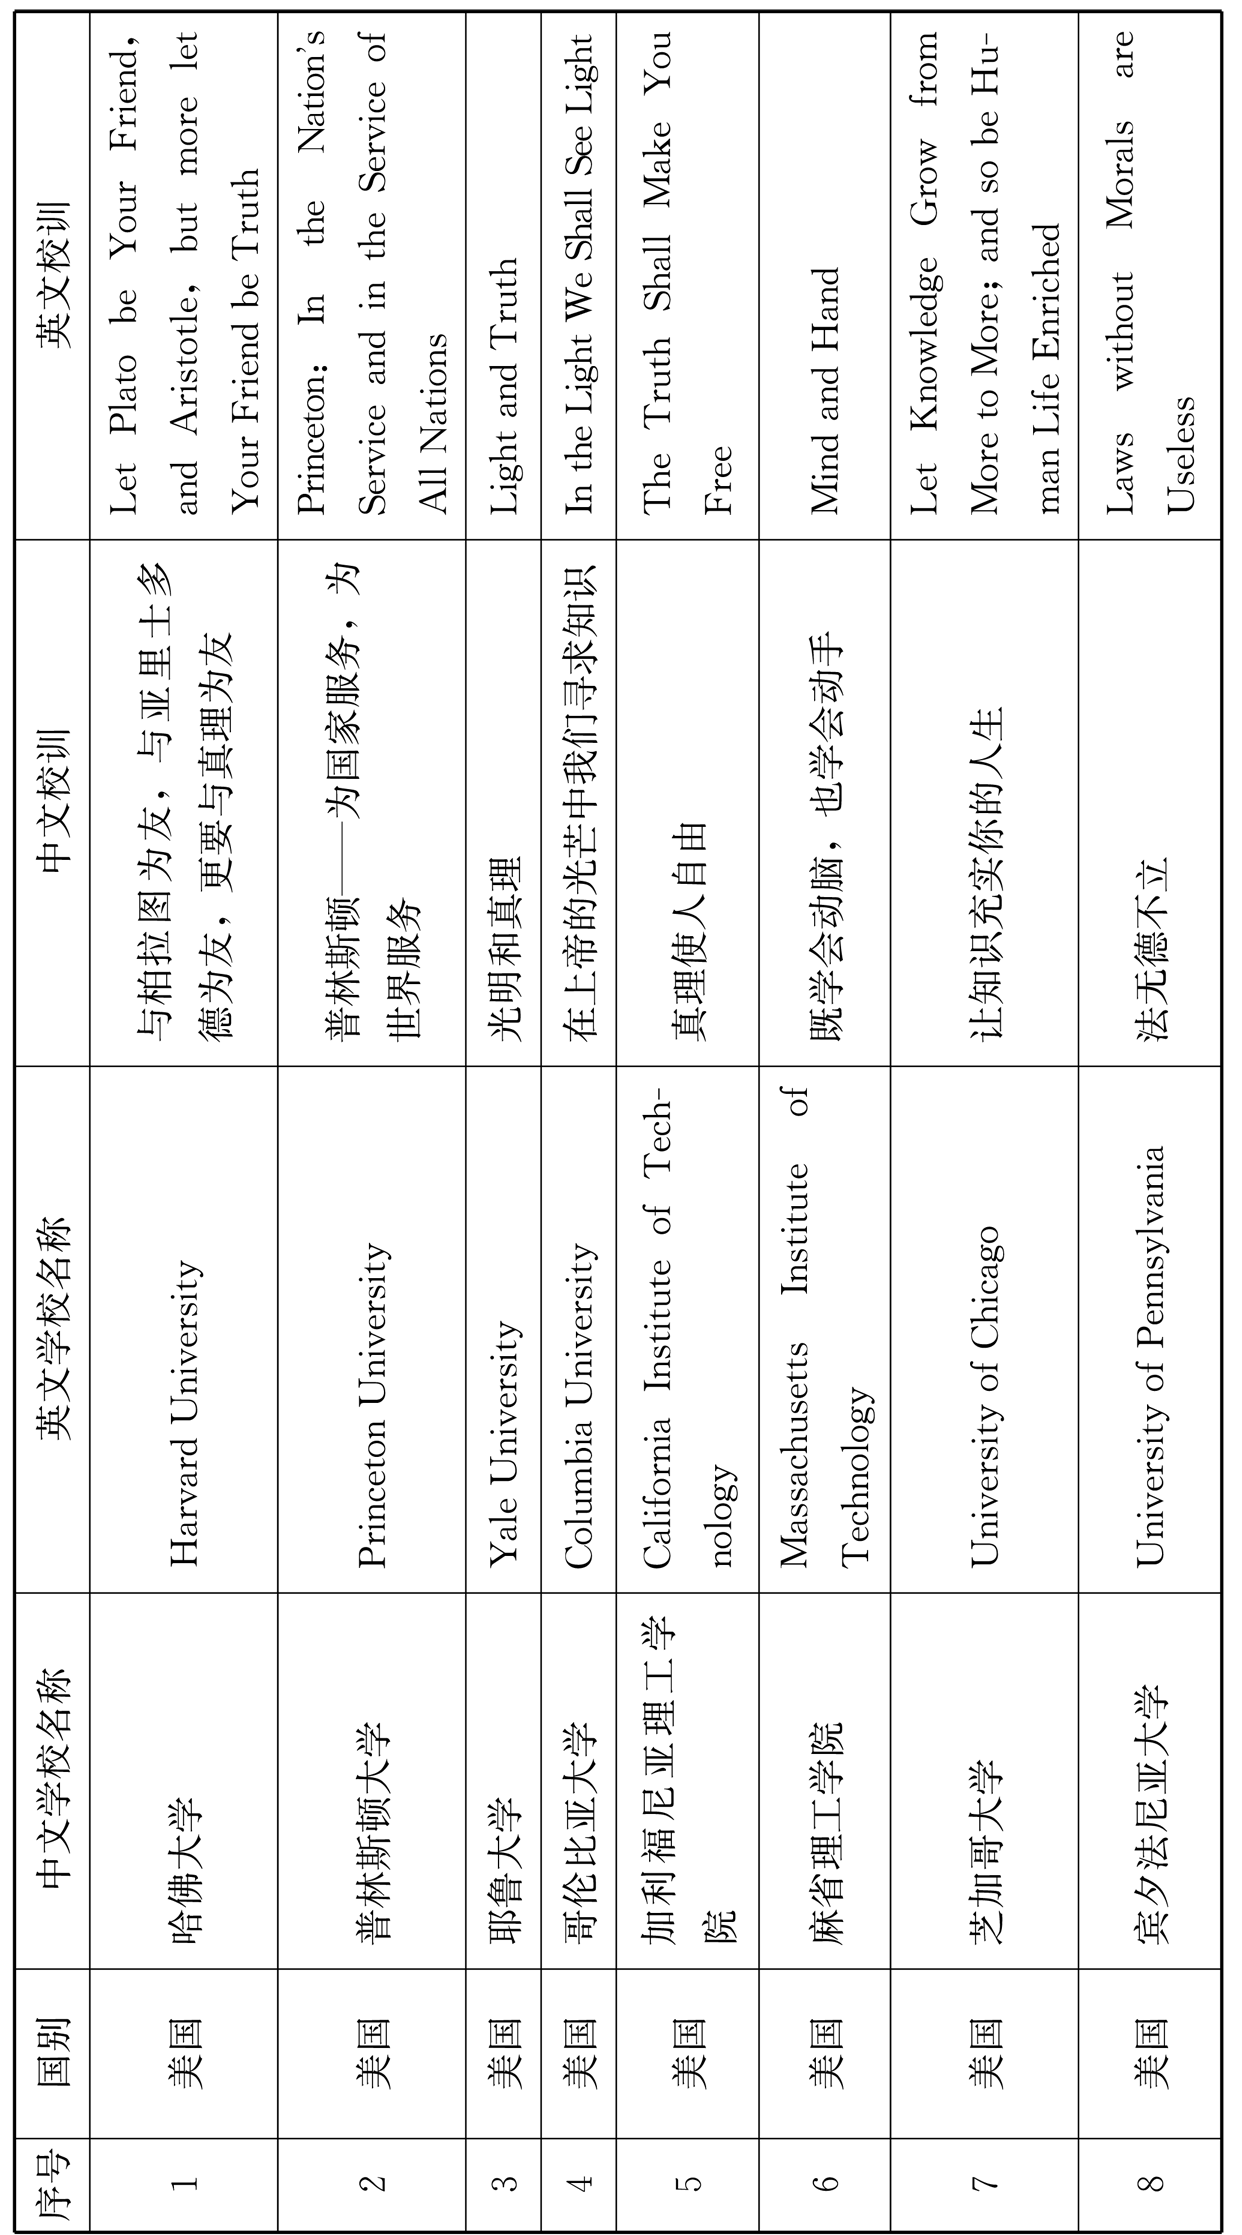 序号 国别 中文学校名称 英文学校名称 中文校训 英文校训
1 美国 哈佛大学 Harvard University 与柏拉图为友，与亚里士多
德为友，更要与真理为友
Let Plato be Your Friend,
and Aristotle, but more let
Your Friend be Truth
2 美国 普林斯顿大学 Princeton University 普林斯顿——为国家服务，为
世界服务
Princeton: In the Nation's
Service and in the Service of
All Nations
3 美国 耶鲁大学 Yale University 光明和真理 Light and Truth
4 美国 哥伦比亚大学 Columbia University 在上帝的光芒中我们寻求知识 In the Light We Shall See Light
5 美国 加利福尼亚理工学
院
California Institute of Tech-
nology
真理使人自由
The Truth Shall Make You
Free
6 美国 麻省理工学院
Massachusetts Institute of
Technology
既学会动脑，也学会动手 Mind and Hand
7 美国 芝加哥大学 University of Chicago 让知识充实你的人生
Let Knowledge Grow from
More to More; and so be Hu-
man Life Enriched
8 美国 宾夕法尼亚大学 University of Pennsylvania 法无德不立
Laws without Morals are
Useless